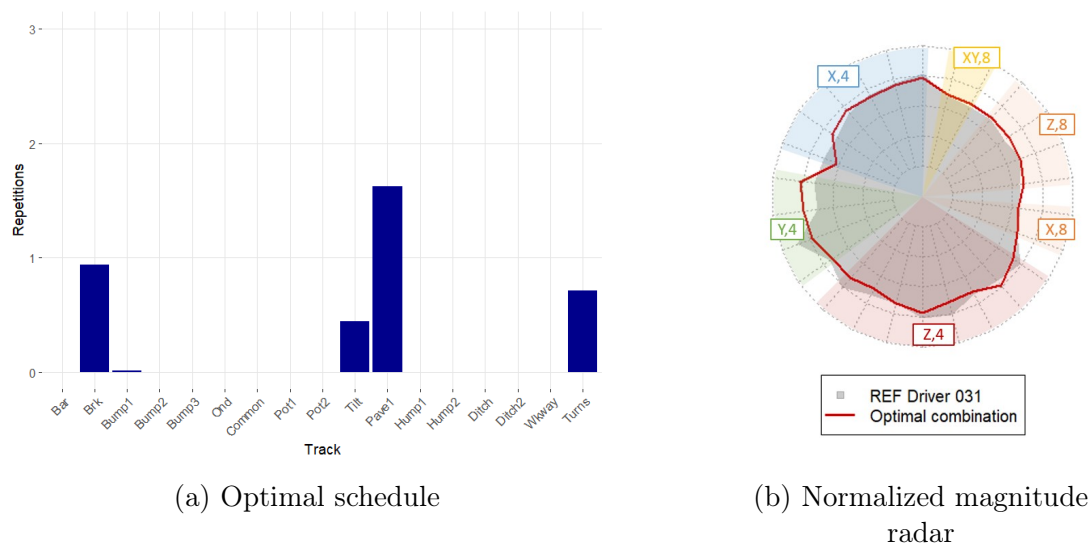 3
2
1
0
Repetitions
Bar
Brk
Bump1
Bump2
Bump3
Ond
Common
Pot1
Pot2
Tilt
Pave1
Hump1
Hump2
Ditch
Ditch2
Wkway
Turns
Track
(a) Optimal schedule
XY,8
X,4
Z,8
Y,4
X,8
Z,4
REF Driver 031
Optimal combination
(b) Normalized magnitude
radar